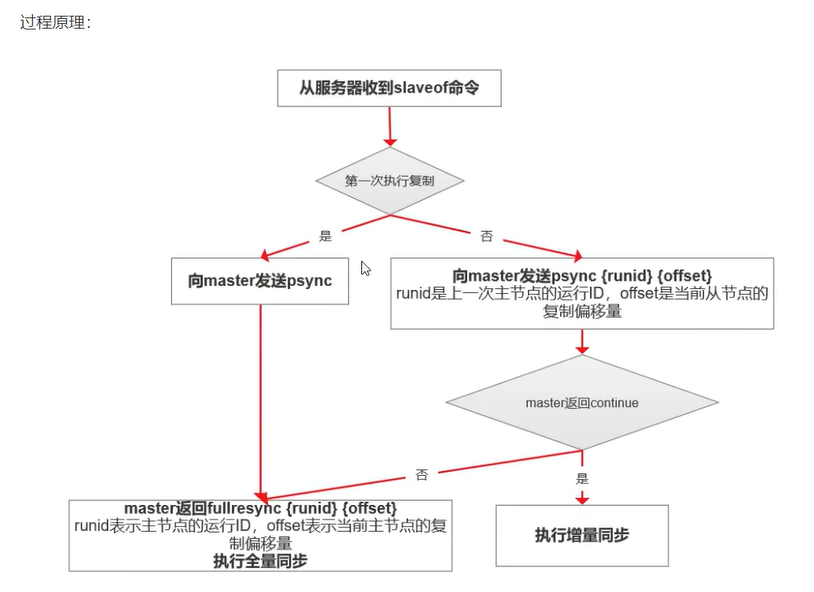 过程原理：
从服务器收到slaveof命令
第一次执行复制
是
否
向master发送psync
向master发送psync {runid} {offset}
runid是上一次主节点的运行ID，offset是当前从节点的
复制偏移量
master返回continue
否
是
master返回fullresync {runid} {offset}
runid表示主节点的运行ID，offset表示当前主节点的复
制偏移量
执行全量同步
执行增量同步